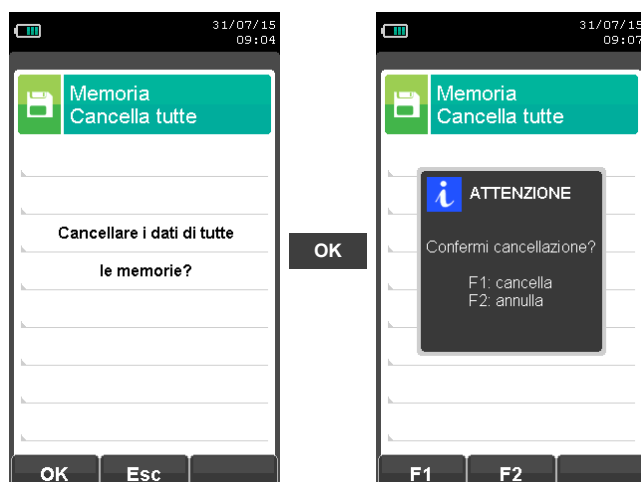 31/07/15
09:04
Memoria
Cancella tutte
Cancellare i dati di tutte
le memorie?
OK Esc
OK
31/07/15
09:07
Memoria
Cancella tutte
ATTENZIONE
Confermi cancellazione?
F1: cancella
F2: annulla
F1 F2